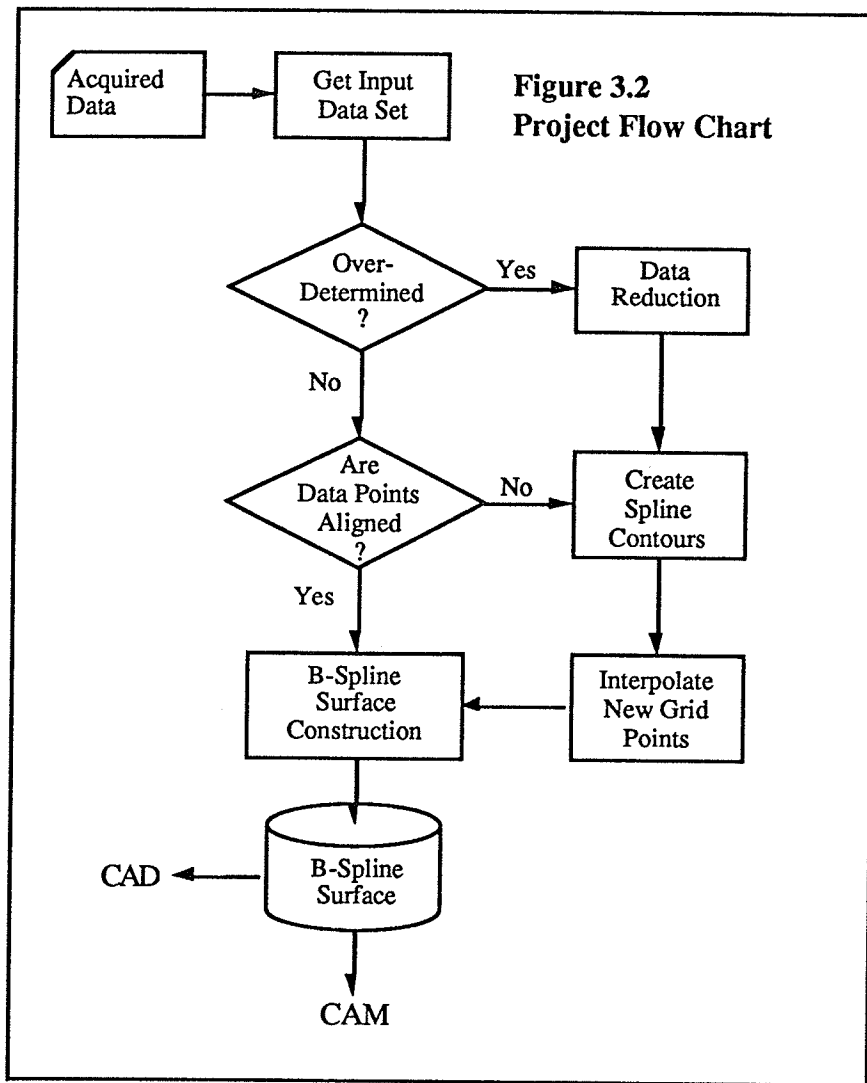 Acquired
Data
Get Input
Data Set
Figure 3.2
Project Flow Chart
Over-
Determined
?
Yes
Data
Reduction
No
Are
Data Points
Aligned
?
No
Create
Spline
Contours
Yes
B-Spline
Surface
Construction
Interpolate
New Grid
Points
B-Spline
Surface
CAD
CAM